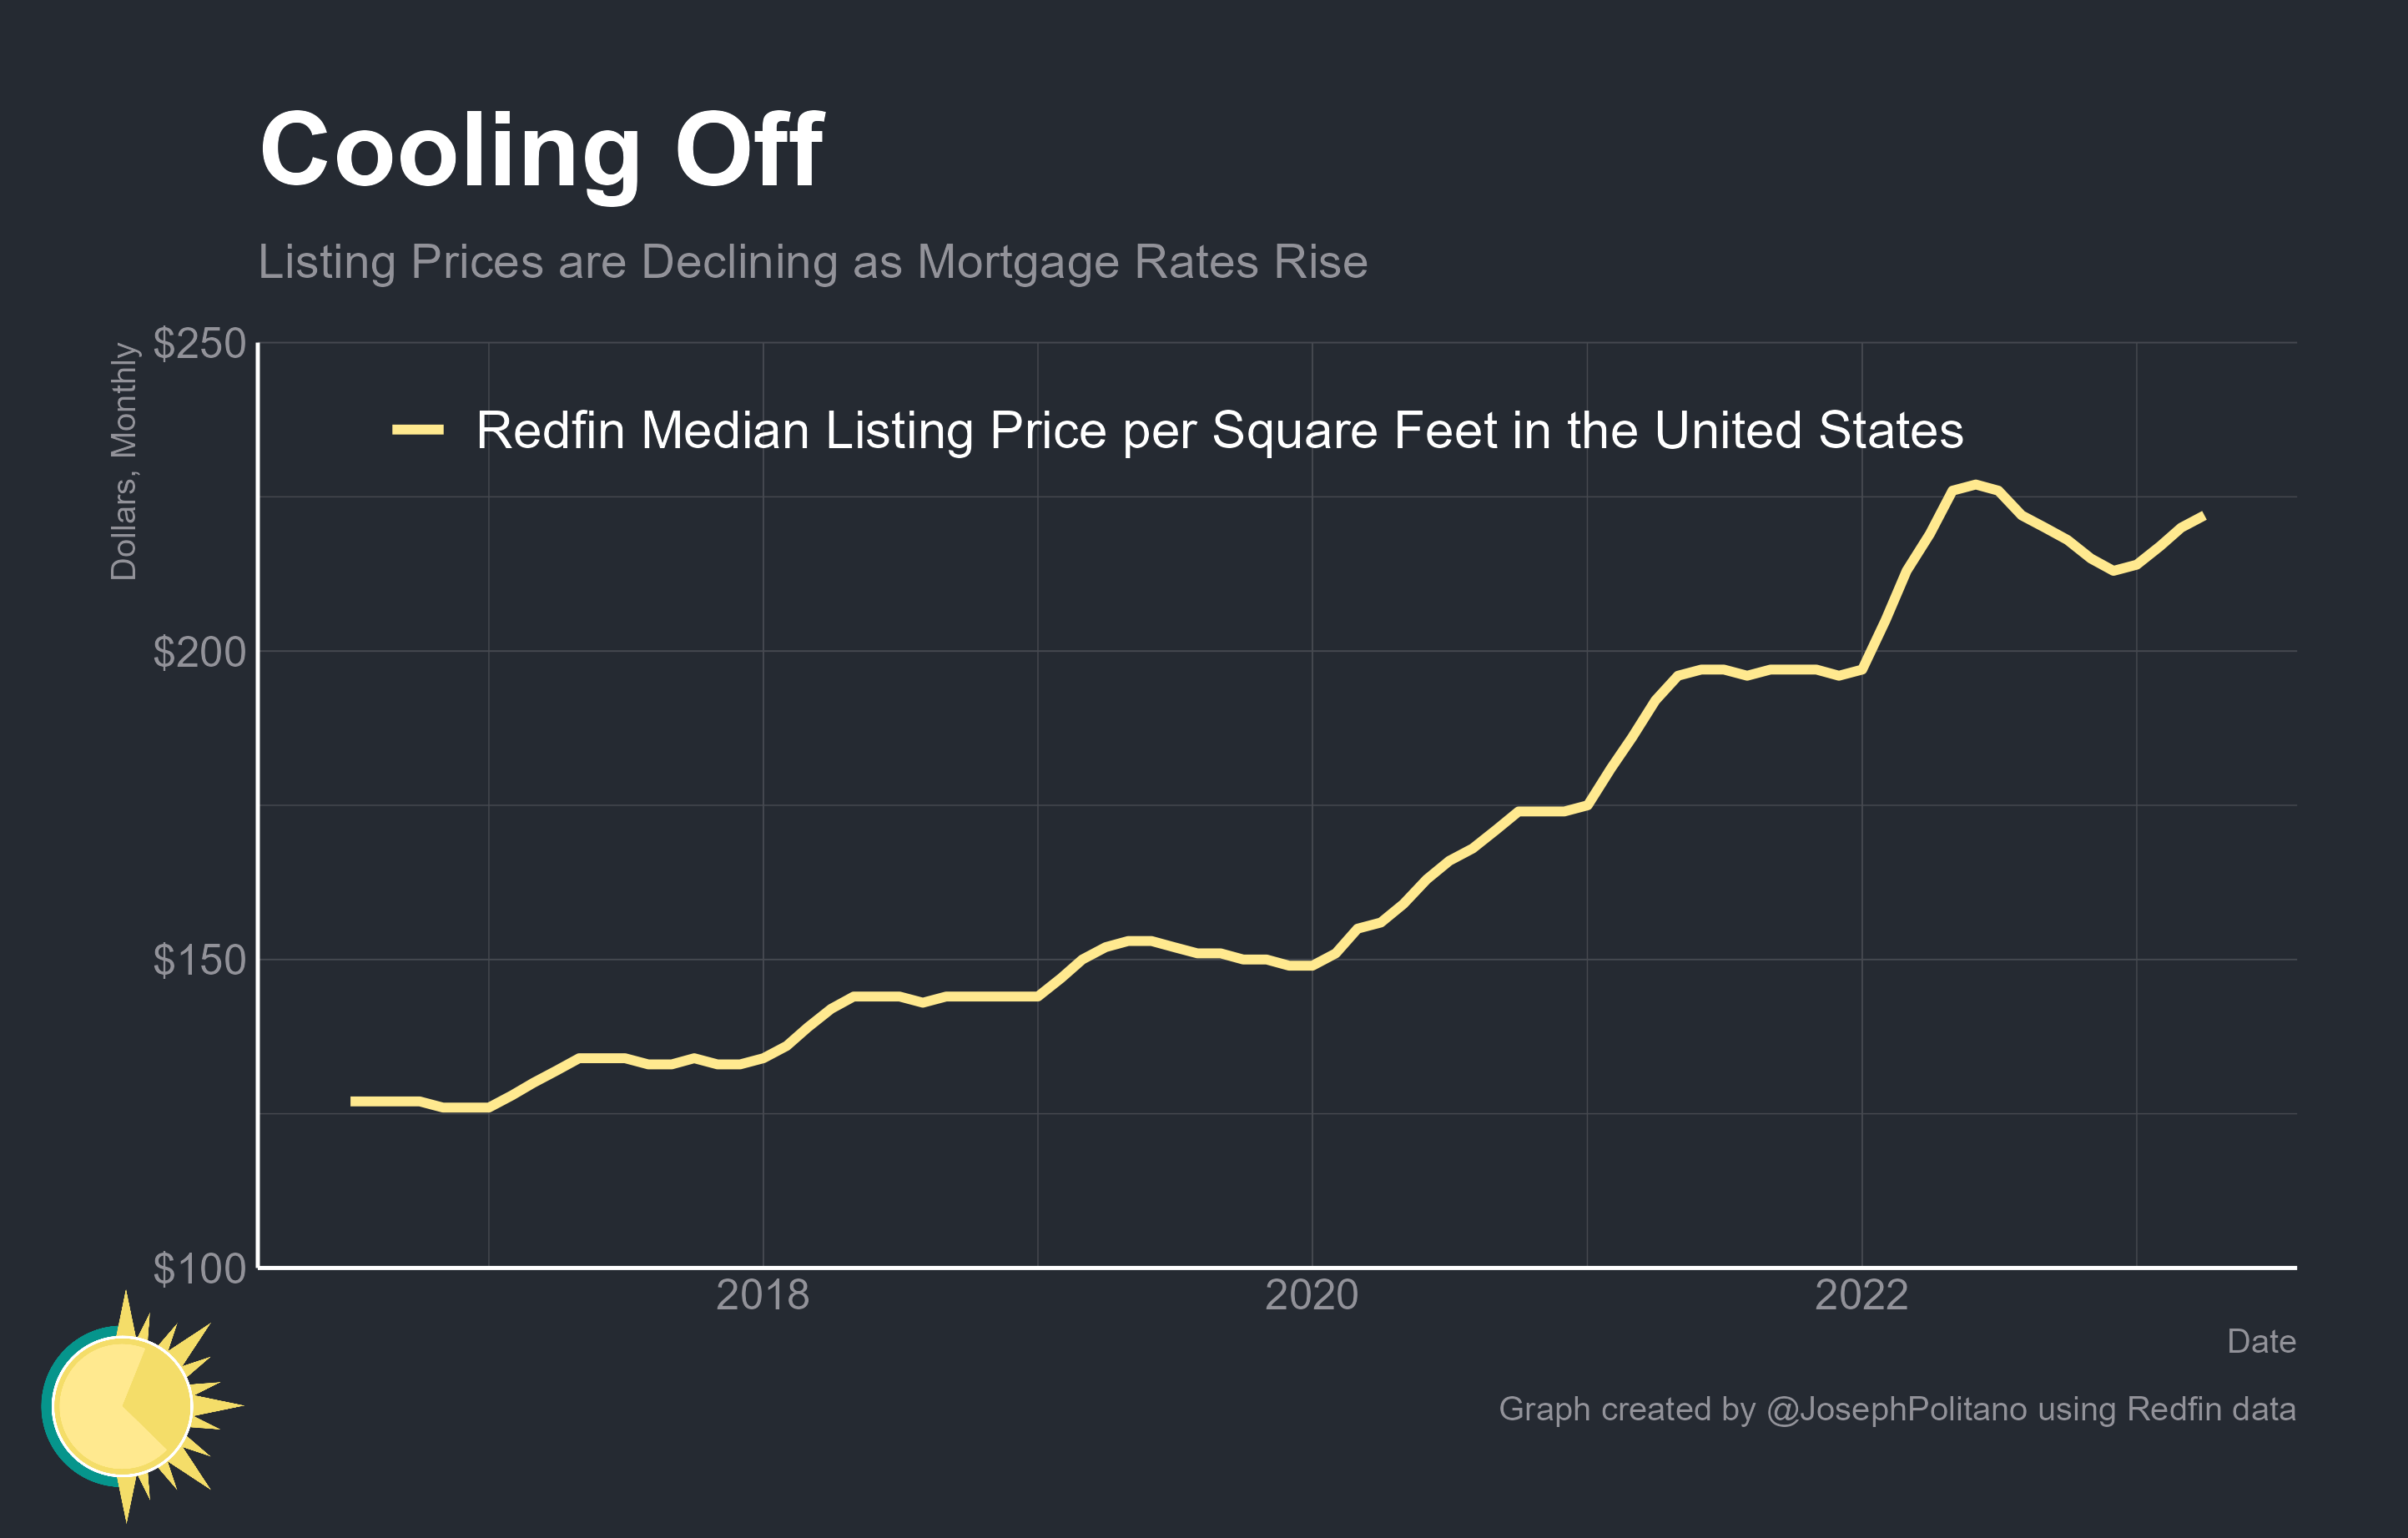 Cooling Off
Listing Prices are Declining as Mortgage Rates Rise
Dollars, Monthly
$250
Redfin Median Listing Price per Square Feet in the United States
$200
$150
$100
2018 2020 2022
Date
Graph created by @JosephPolitano using Redfin data